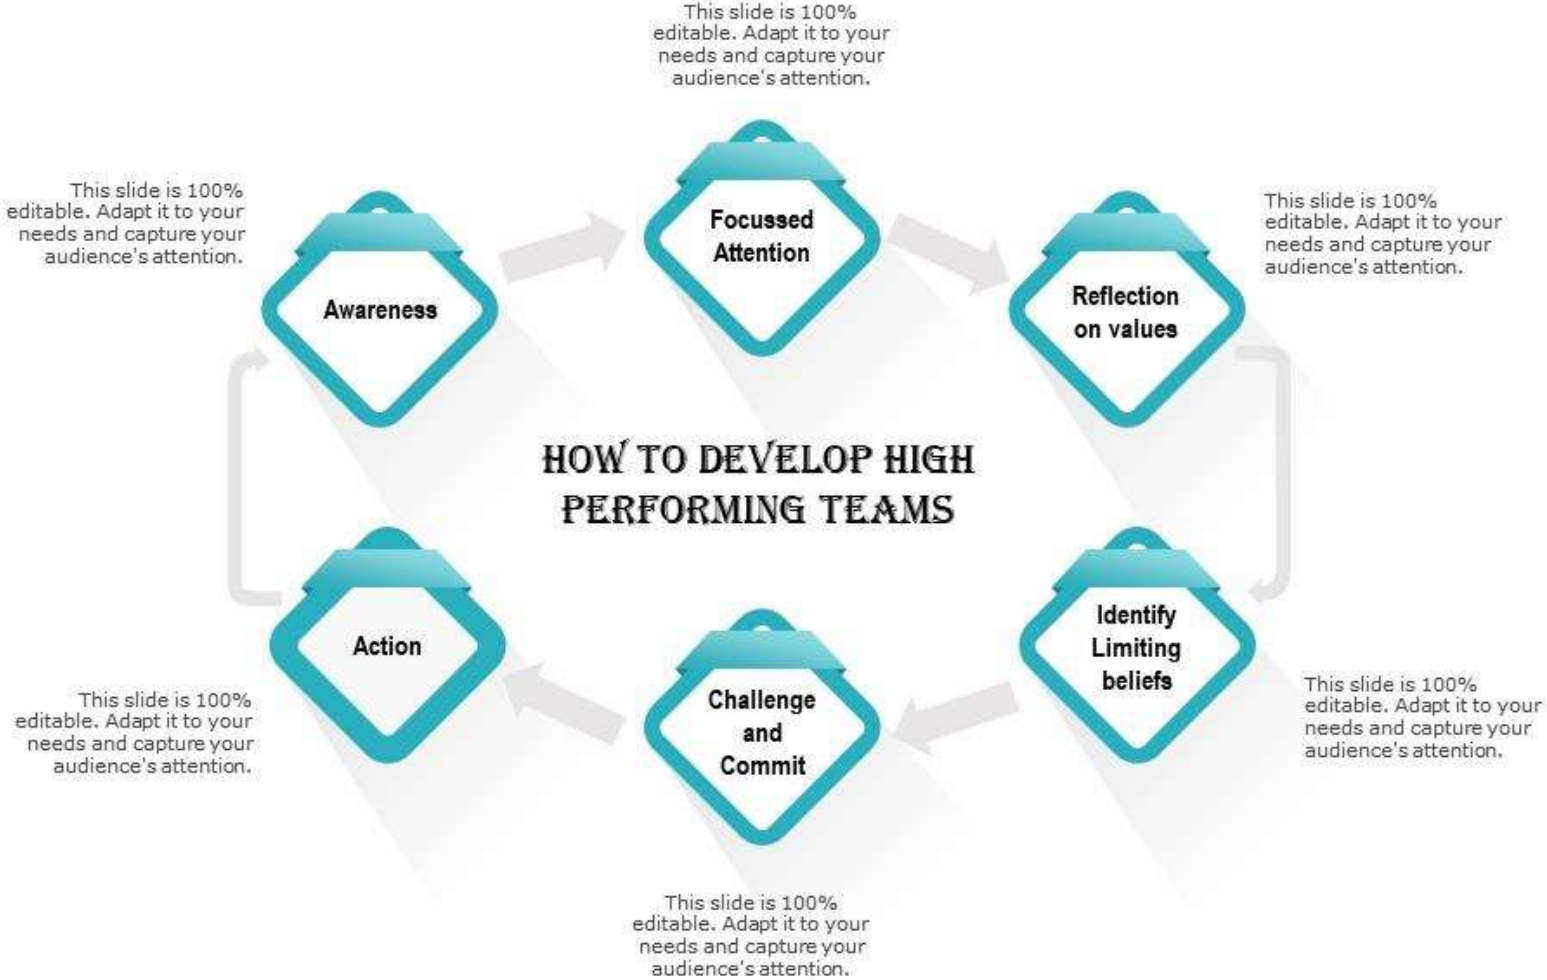 This slide is 100%
editable. Adapt it to your
needs and capture your
audience's attention.
This slide is 100%
editable. Adapt it to your
needs and capture your
audience's attention.
This slide is 100%
editable. Adapt it to your
needs and capture your
audience's attention.
Focussed
Attention
Awareness
Reflection
on values
HOW TO DEVELOP HIGH
PERFORMING TEAMS
Action
Identify
Limiting
beliefs
Challenge
and
Commit
This slide is 100%
editable. Adapt it to your
needs and capture your
audience's attention.
This slide is 100%
editable. Adapt it to your
needs and capture your
audience's attention.
This slide is 100%
editable. Adapt it to your
needs and capture your
audience's attention.